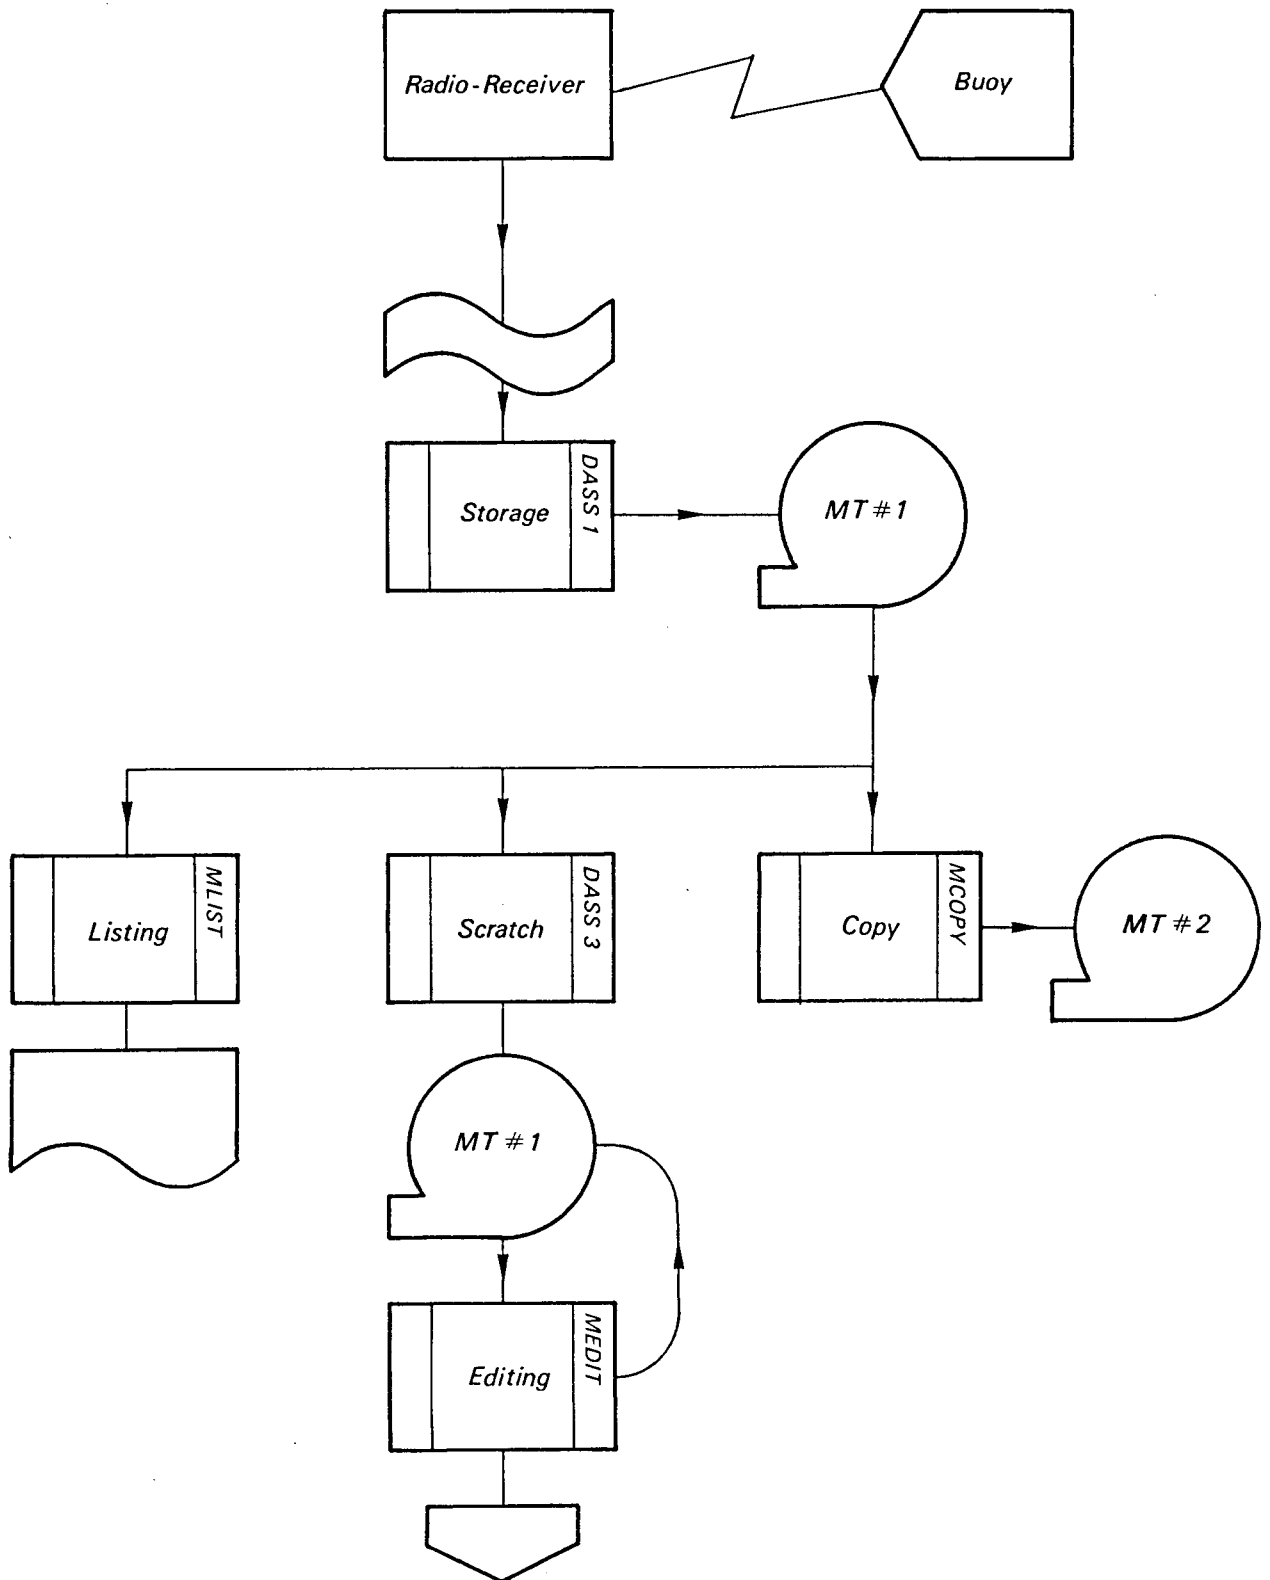 Radio-Receiver
Buoy
Storage
DASS 1
MT #1
Listing
MLIST
Scratch
DASS 3
Copy
MCOPY
MT #2
MT #1
Editing
MEDIT